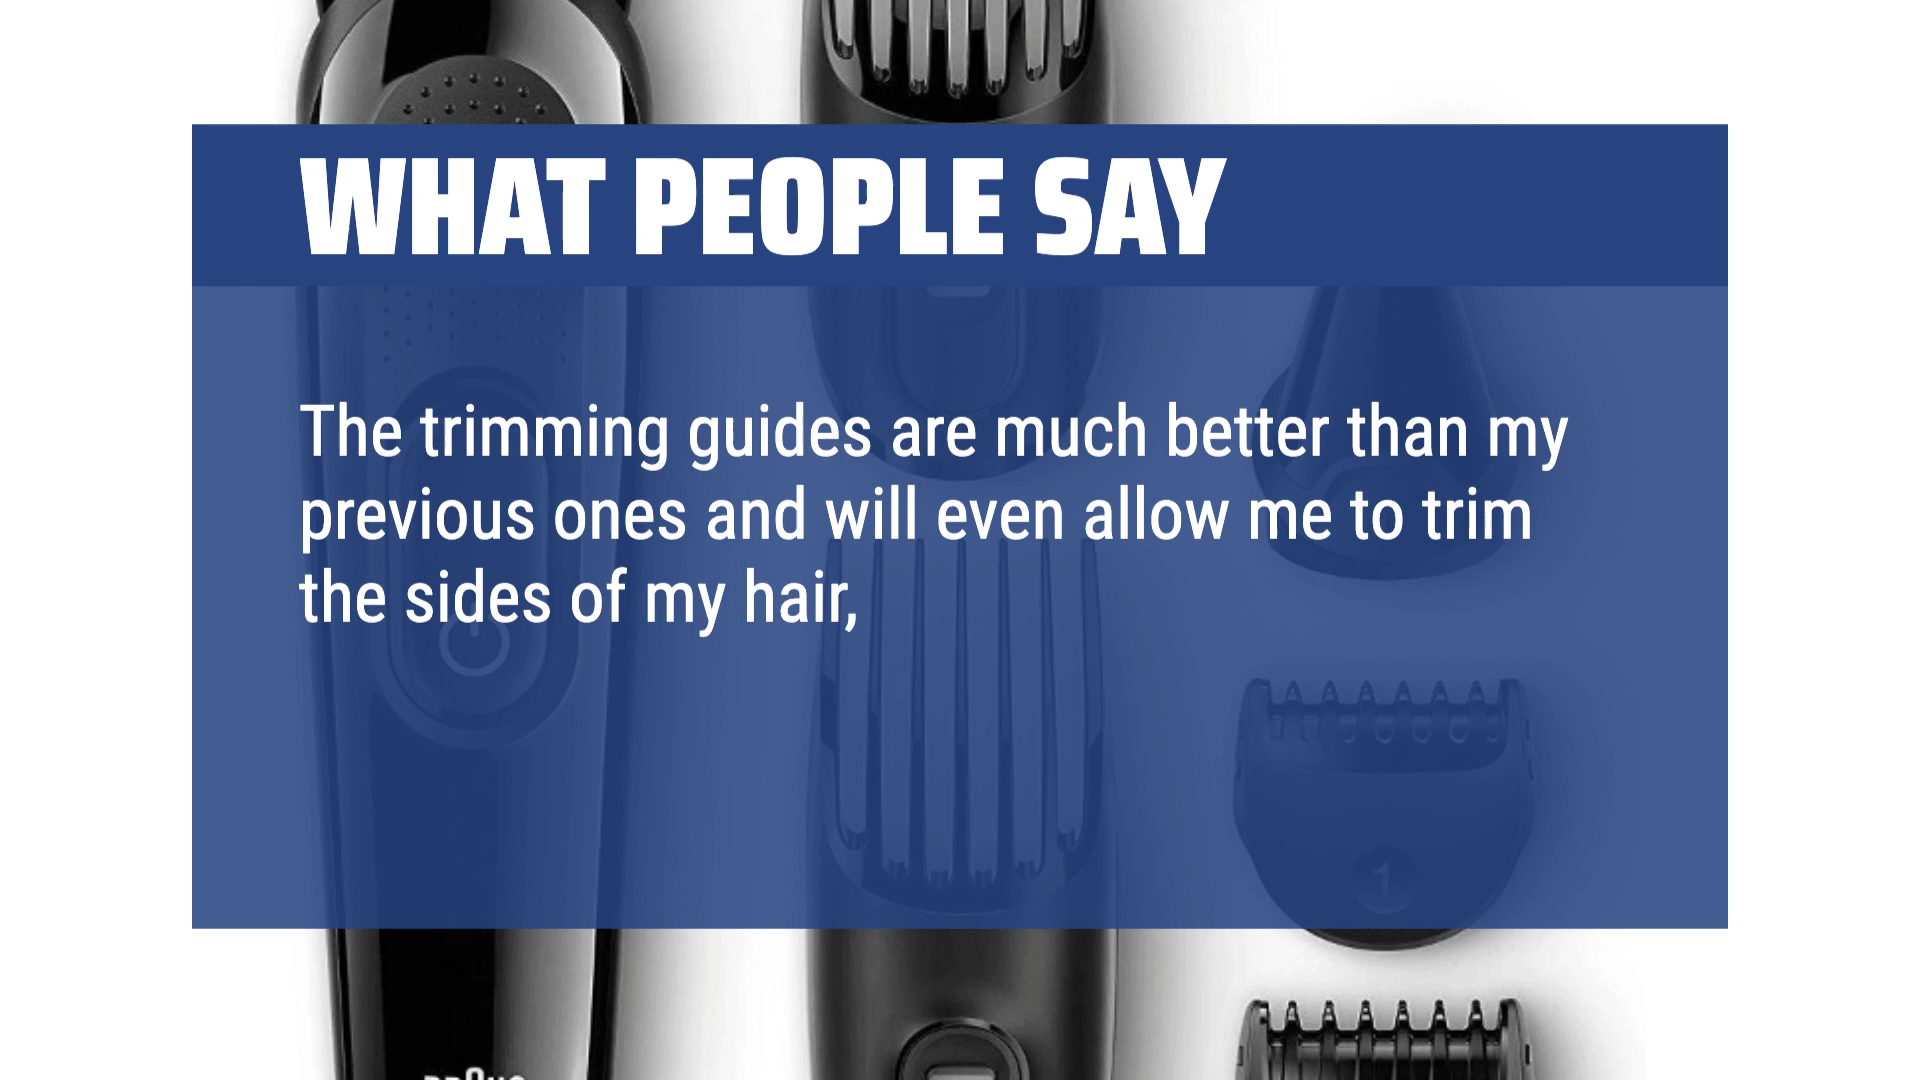 WHAT PEOPLE SAY
The trimming guides are much better than my
previous ones and will even allow me to trim
the sides of my hair,
1